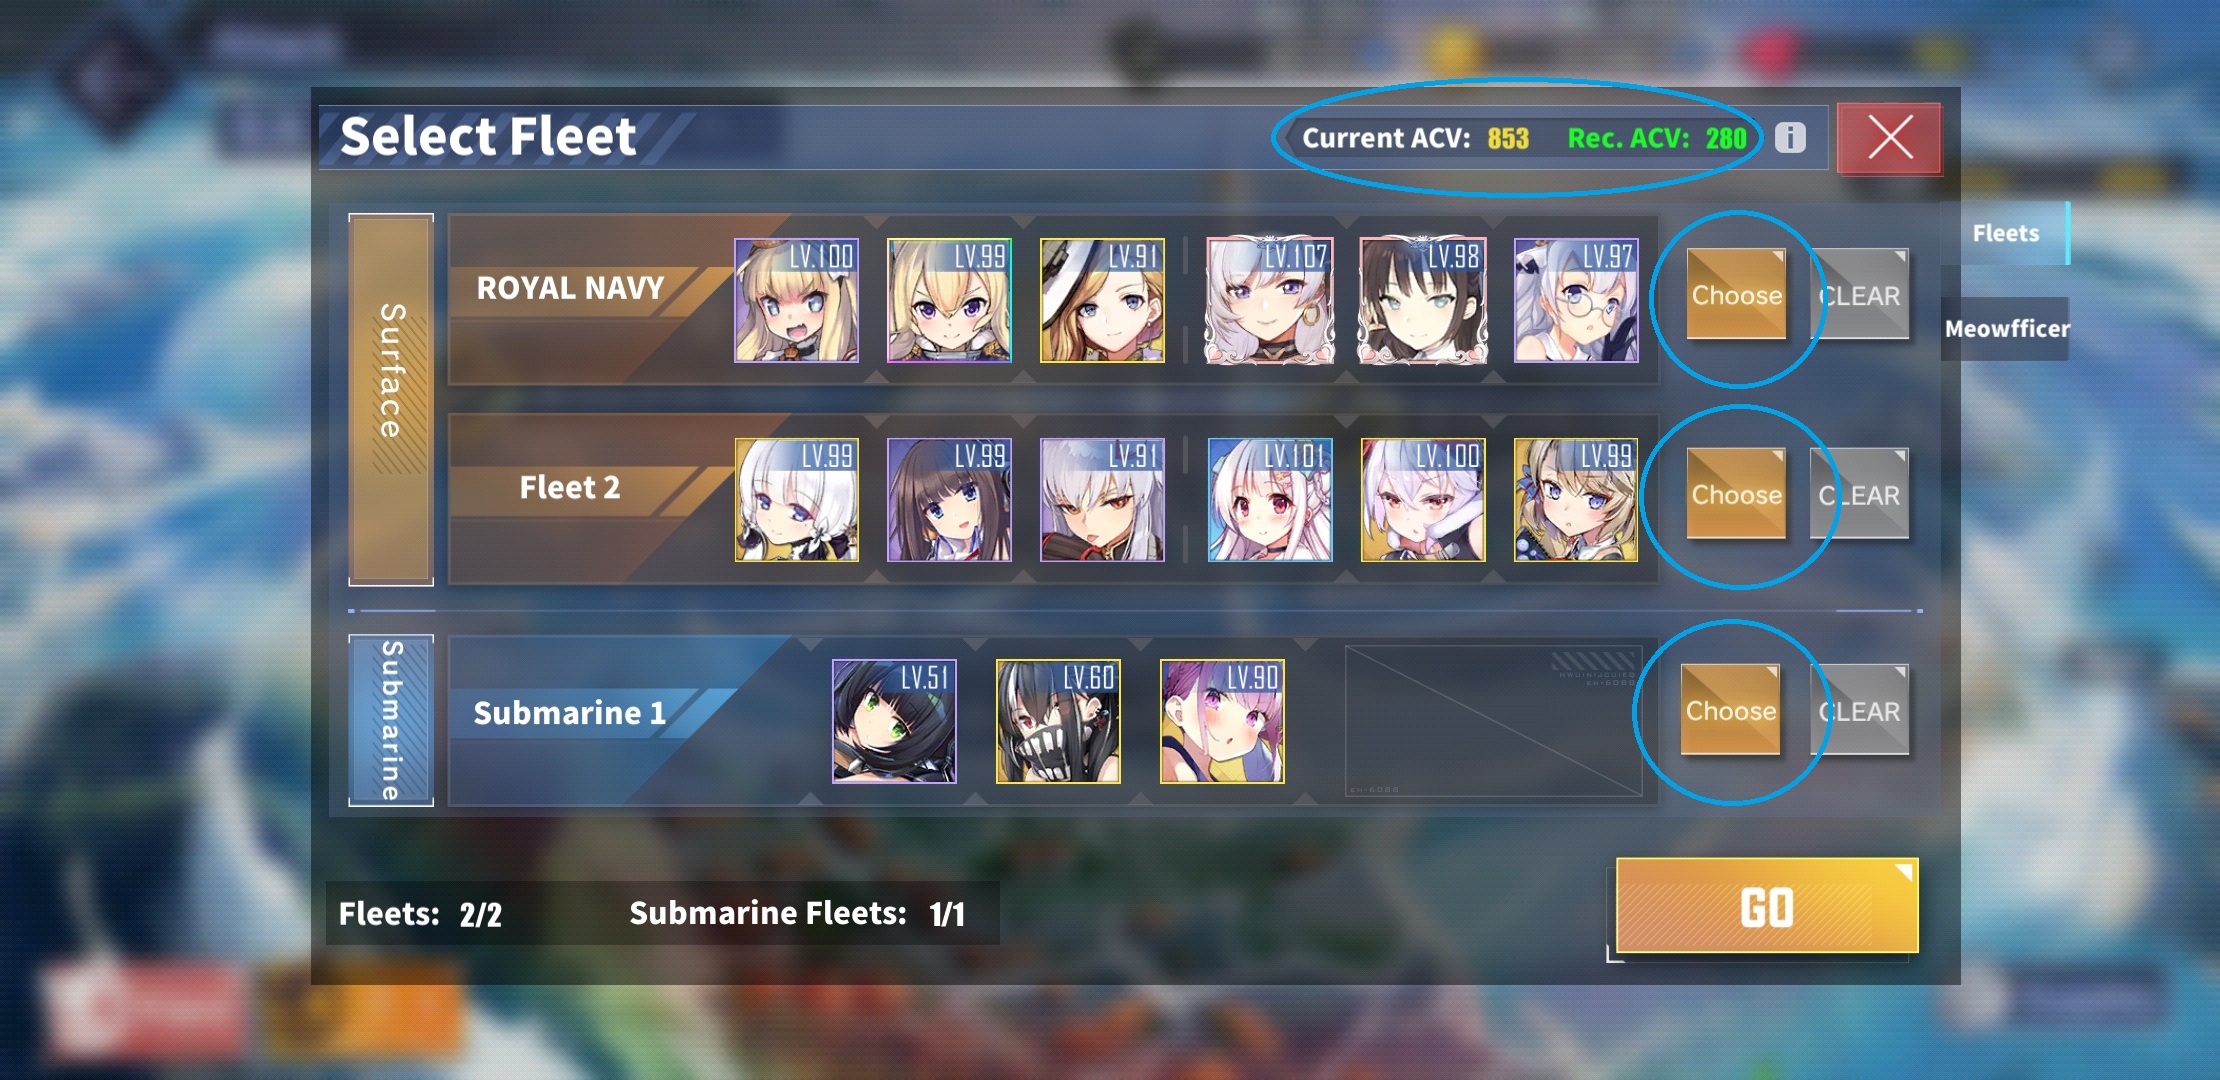 Select Fleet
Current ACV: 853 Rec. ACV: 280 i
Fleets
Meowfficer
Surface
ROYAL NAVY
LV.100 LV.99 LV.91 LV.107 LV.98 LV.97
Choose CLEAR
Fleet 2
LV.99 LV.99 LV.91 LV.101 LV.100 LV.99
Choose CLEAR
Submarine
Submarine 1
LV.51 LV.60 LV.90
Choose CLEAR
Fleets: 2/2 Submarine Fleets: 1/1
GO